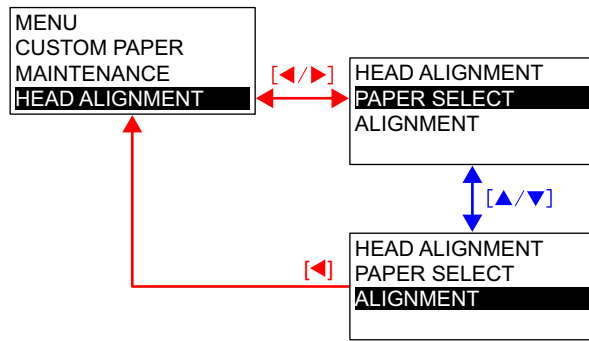 MENU
CUSTOM PAPER
MAINTENANCE
HEAD ALIGNMENT
[◀/▶]
HEAD ALIGNMENT
PAPER SELECT
ALIGNMENT
[▲/▼]
HEAD ALIGNMENT
PAPER SELECT
ALIGNMENT
[◀]